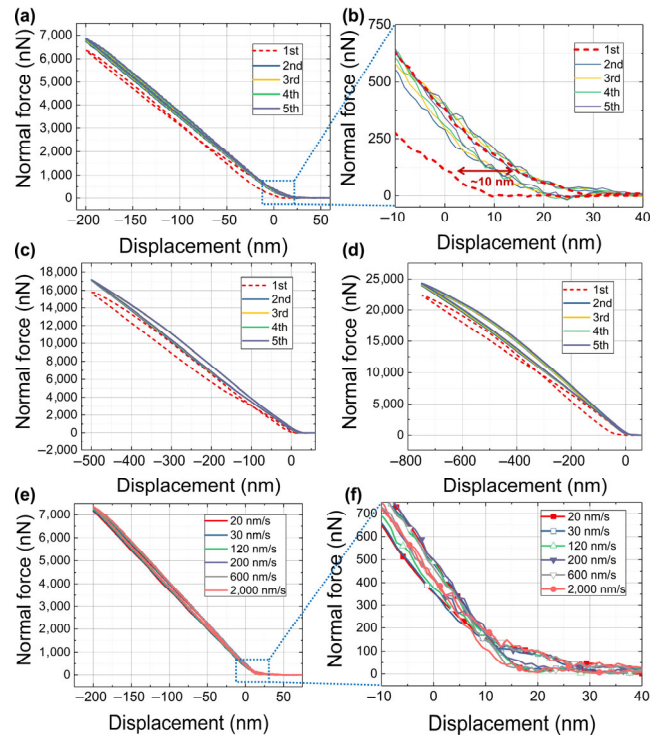 (a)
Normal force (nN)
7,000
6,000
5,000
4,000
3,000
2,000
1,000
0
−200
−150
−100
−50
0
50
Displacement (nm)
1st
2nd
3rd
4th
5th
(b)
Normal force (nN)
750
500
250
0
−10
0
10
20
30
40
Displacement (nm)
1st
2nd
3rd
4th
5th
~10 nm
(c)
Normal force (nN)
18,000
16,000
14,000
12,000
10,000
8,000
6,000
4,000
2,000
0
−2,000
−500
−400
−300
−200
−100
0
Displacement (nm)
1st
2nd
3rd
4th
5th
(d)
Normal force (nN)
25,000
20,000
15,000
10,000
5,000
0
−800
−600
−400
−200
0
Displacement (nm)
1st
2nd
3rd
4th
5th
(e)
Normal force (nN)
7,000
6,000
5,000
4,000
3,000
2,000
1,000
0
−200
−150
−100
−50
0
50
Displacement (nm)
20 nm/s
30 nm/s
120 nm/s
200 nm/s
600 nm/s
2,000 nm/s
(f)
Normal force (nN)
700
600
500
400
300
200
100
0
−10
0
10
20
30
40
Displacement (nm)
20 nm/s
30 nm/s
120 nm/s
200 nm/s
600 nm/s
2,000 nm/s